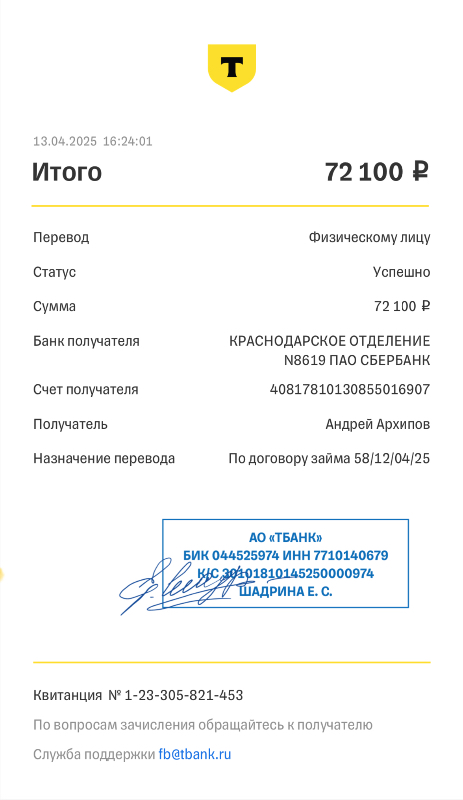 Т
13.04.2025 16:24:01
Итого 72 100 ₽
Перевод Физическому лицу
Статус Успешно
Сумма 72 100 ₽
Банк получателя КРАСНОДАРСКОЕ ОТДЕЛЕНИЕ
N8619 ПАО СБЕРБАНК
Счет получателя 40817810130855016907
Получатель Андрей Архипов
Назначение перевода По договору займа 58/12/04/25
АО «ТБАНК»
БИК 044525974 ИНН 7710140679
К/С 30101810145250000974
ШАДРИНА Е. С.
Квитанция № 1-23-305-821-453
По вопросам зачисления обращайтесь к получателю
Служба поддержки fb@tbank.ru